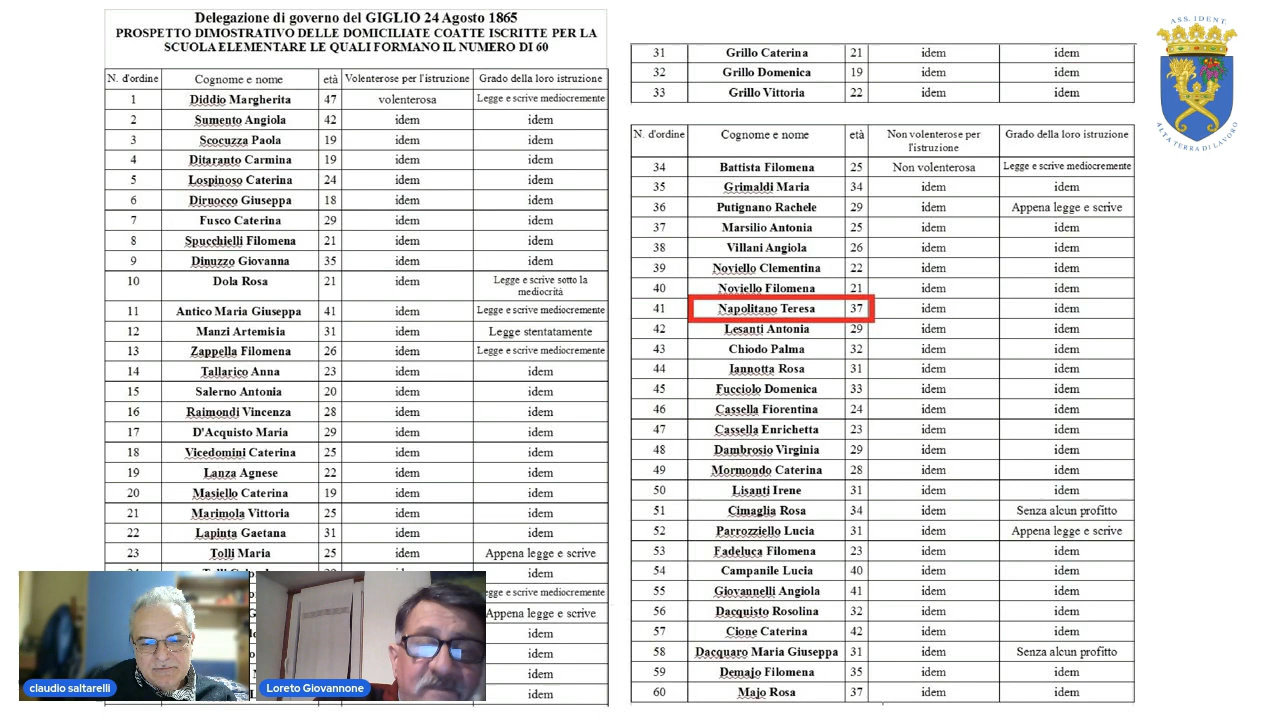 Delegazione di governo del GIGLIO 24 Agosto 1865
PROSPETTO DIMOSTRATIVO DELLE DOMICILIATE COATTE ISCRITTE PER LA
SCUOLA ELEMENTARE LE QUALI FORMANO IL NUMERO DI 60
N. d'ordine Cognome e nome età Volenterose per l'istruzione Grado della loro istruzione
1 Diddio Margherita 47 volenterosa Legge e scrive mediocremente
2 Sumento Angiola 42 idem idem
3 Scocuzza Paola 19 idem idem
4 Ditaranto Carmina 19 idem idem
5 Lospinoso Caterina 24 idem idem
6 Diruocco Giuseppa 18 idem idem
7 Fusco Caterina 29 idem idem
8 Spucchielli Filomena 21 idem idem
9 Dinuzzo Giovanna 35 idem idem
10 Dola Rosa 21 idem Legge e scrive sotto la
mediocrità
11 Antico Maria Giuseppa 41 idem Legge e scrive mediocremente
12 Manzi Artemisia 31 idem Legge stentatamente
13 Zappella Filomena 26 idem Legge e scrive mediocremente
14 Tallarico Anna 23 idem idem
15 Salerno Antonia 20 idem idem
16 Raimondi Vincenza 28 idem idem
17 D'Acquisto Maria 29 idem idem
18 Vicedomini Caterina 25 idem idem
19 Lanza Agnese 22 idem idem
20 Masiello Caterina 19 idem idem
21 Marimola Vittoria 25 idem idem
22 Lapinta Gaetana 31 idem idem
23 Tolli Maria 25 idem Appena legge e scrive
idem
legge e scrive mediocremente
Appena legge e scrive
idem
idem
idem
idem
31 Grillo Caterina 21 idem idem
32 Grillo Domenica 19 idem idem
33 Grillo Vittoria 22 idem idem
N. d'ordine Cognome e nome età Non volenterose per
l'istruzione Grado della loro istruzione
34 Battista Filomena 25 Non volenterosa Legge e scrive mediocremente
35 Grimaldi Maria 34 idem idem
36 Putignano Rachele 29 idem Appena legge e scrive
37 Marsilio Antonia 25 idem idem
38 Villani Angiola 26 idem idem
39 Noviello Clementina 22 idem idem
40 Noviello Filomena 21 idem idem
41 Napolitano Teresa 37 idem idem
42 Lesanti Antonia 29 idem idem
43 Chiodo Palma 32 idem idem
44 Iannotta Rosa 31 idem idem
45 Fucciolo Domenica 33 idem idem
46 Cassella Fiorentina 24 idem idem
47 Cassella Enrichetta 23 idem idem
48 Dambrosio Virginia 29 idem idem
49 Mormondo Caterina 28 idem idem
50 Lisanti Irene 31 idem idem
51 Cimaglia Rosa 34 idem Senza alcun profitto
52 Parrozziello Lucia 31 idem Appena legge e scrive
53 Fadeluca Filomena 23 idem idem
54 Campanile Lucia 40 idem idem
55 Giovannelli Angiola 41 idem idem
56 Dacquisto Rosolina 32 idem idem
57 Cione Caterina 42 idem idem
58 Dacquaro Maria Giuseppa 31 idem Senza alcun profitto
59 Demajo Filomena 35 idem idem
60 Majo Rosa 37 idem idem
ASS. IDENT.
ALTA TERRA DI LAVORO
claudio saltarelli
Loreto Giovannone